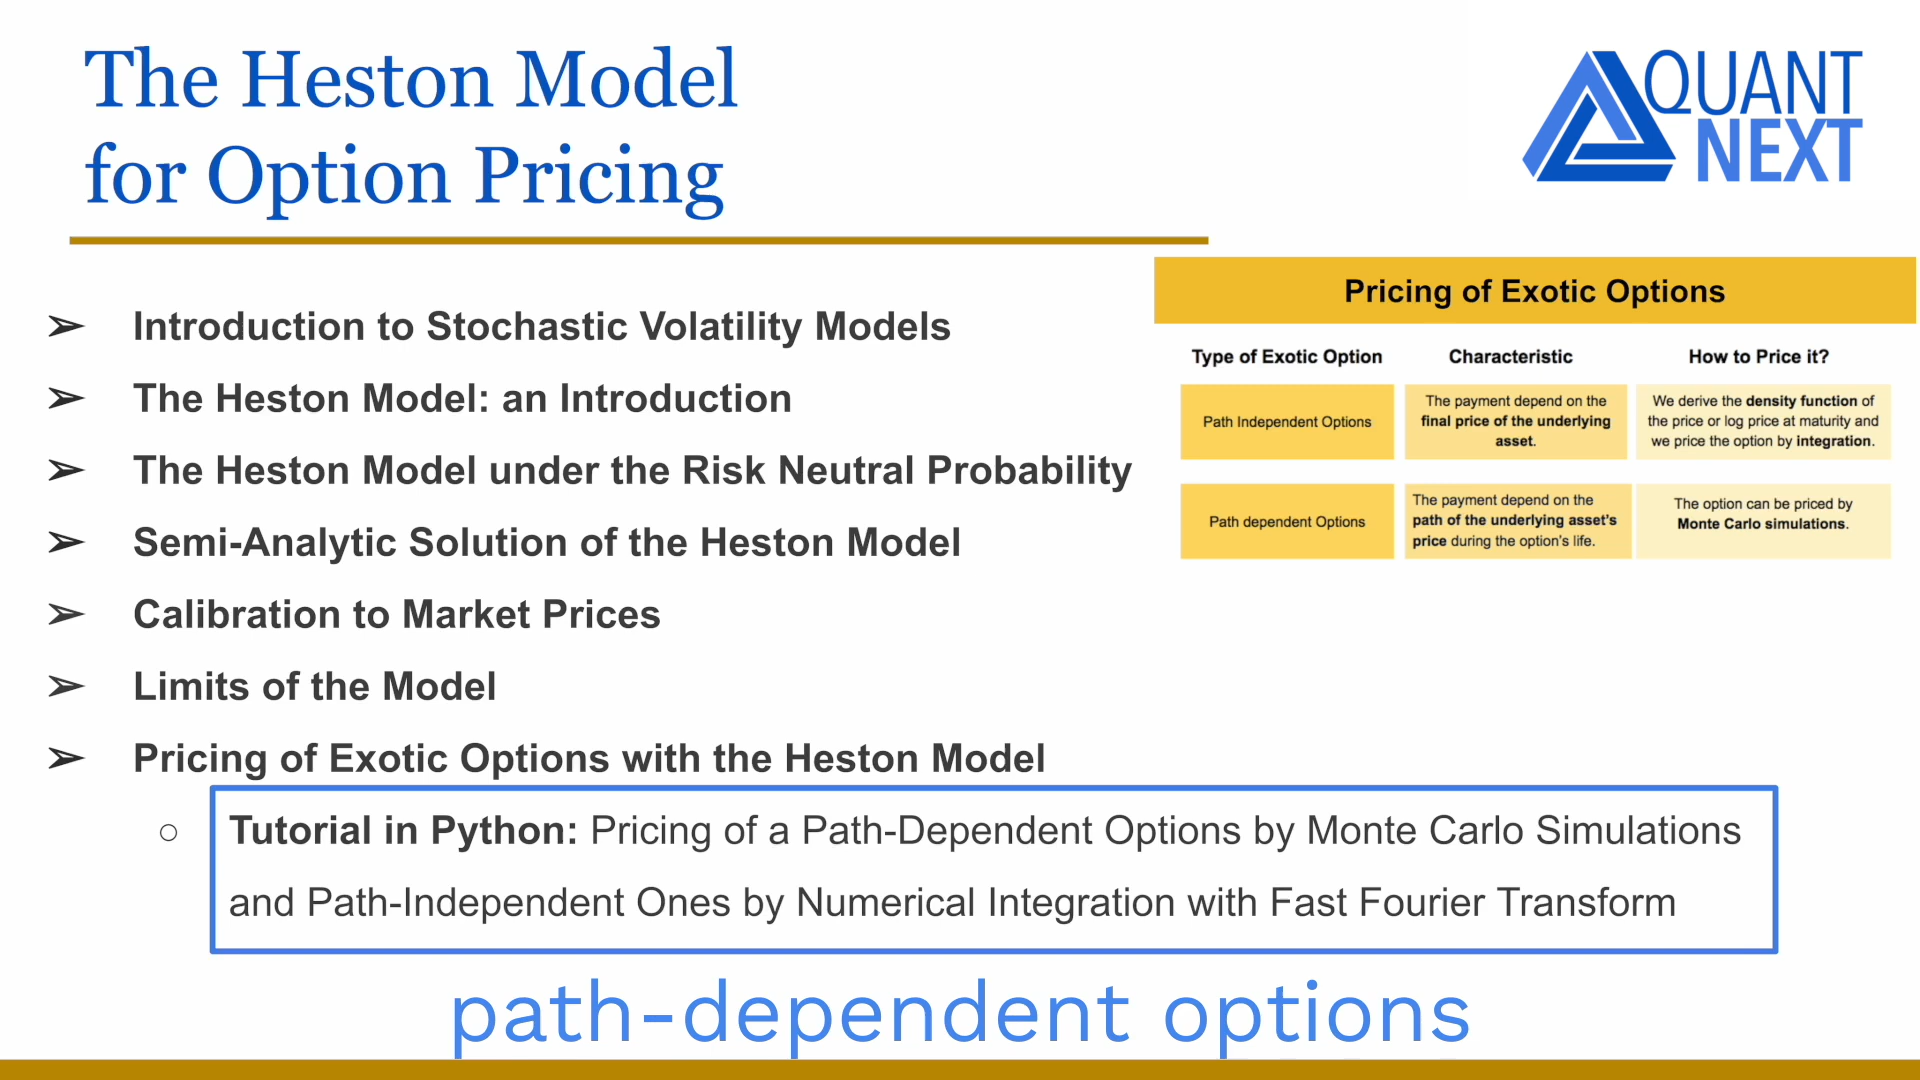 The Heston Model
for Option Pricing
QUANT
NEXT
➢ Introduction to Stochastic Volatility Models
➢ The Heston Model: an Introduction
➢ The Heston Model under the Risk Neutral Probability
➢ Semi-Analytic Solution of the Heston Model
➢ Calibration to Market Prices
➢ Limits of the Model
➢ Pricing of Exotic Options with the Heston Model
○ Tutorial in Python: Pricing of a Path-Dependent Options by Monte Carlo Simulations
and Path-Independent Ones by Numerical Integration with Fast Fourier Transform
Pricing of Exotic Options
Type of Exotic Option
Characteristic
How to Price it?
Path Independent Options
The payment depend on the
final price of the underlying
asset.
We derive the density function of
the price or log price at maturity and
we price the option by integration.
Path dependent Options
The payment depend on the
path of the underlying asset's
price during the option's life.
The option can be priced by
Monte Carlo simulations.
path-dependent options